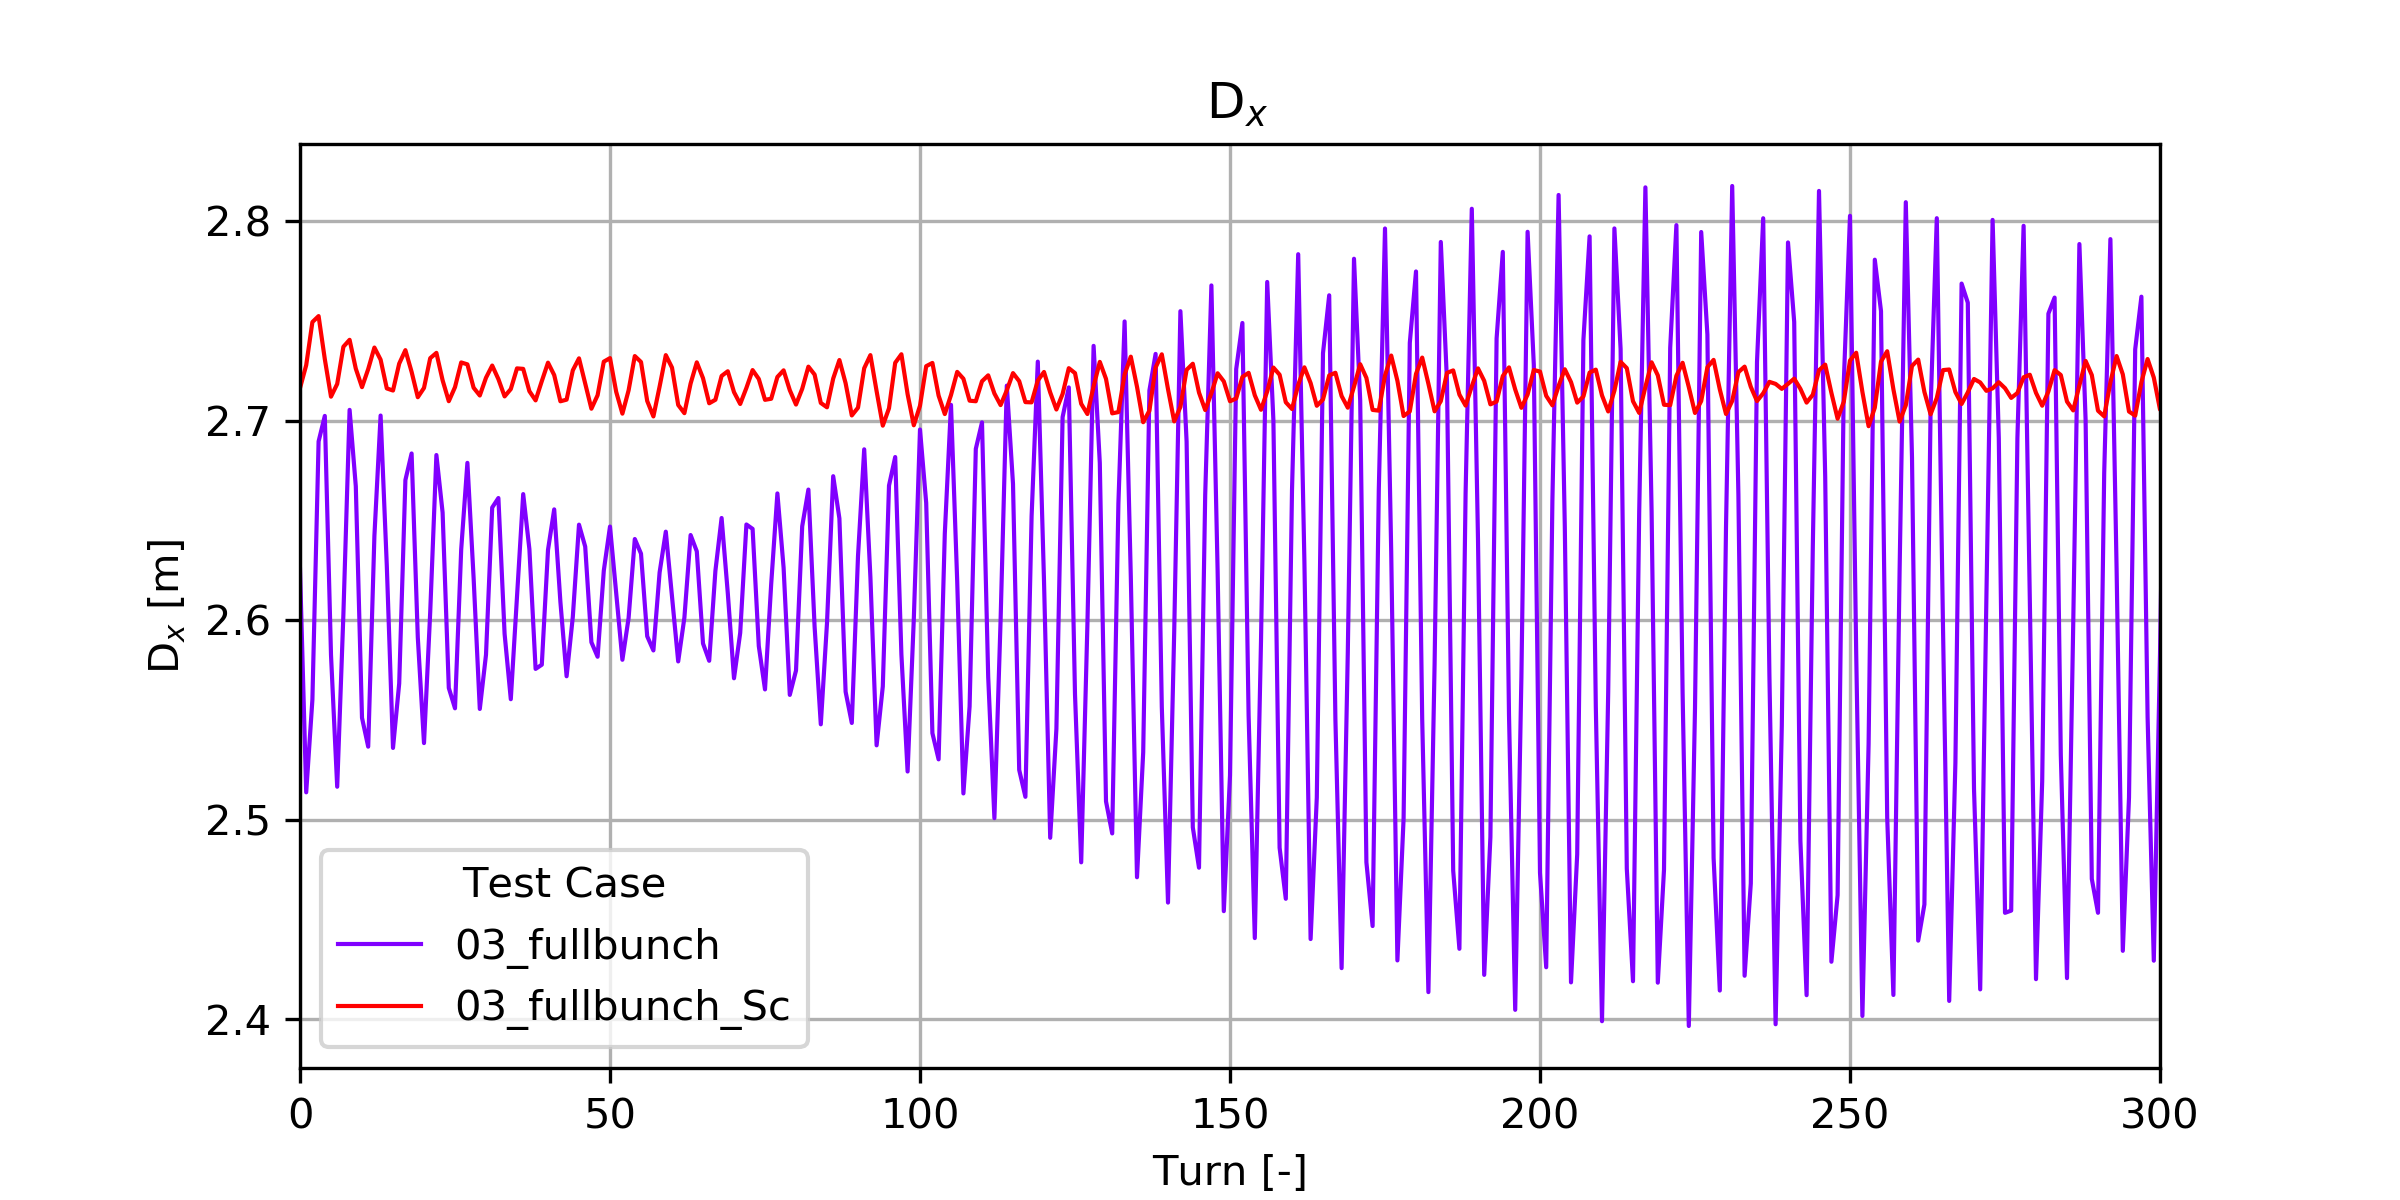 Dₓ
Dₓ [m]
2.8
2.7
2.6
2.5
2.4
Test Case
03_fullbunch
03_fullbunch_Sc
0 50 100 150 200 250 300
Turn [-]